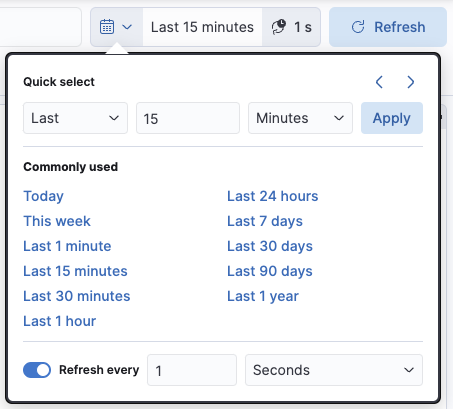 Last 15 minutes 1 s Refresh
Quick select
Last 15 Minutes Apply
Commonly used
Today Last 24 hours
This week Last 7 days
Last 1 minute Last 30 days
Last 15 minutes Last 90 days
Last 30 minutes Last 1 year
Last 1 hour
Refresh every 1 Seconds